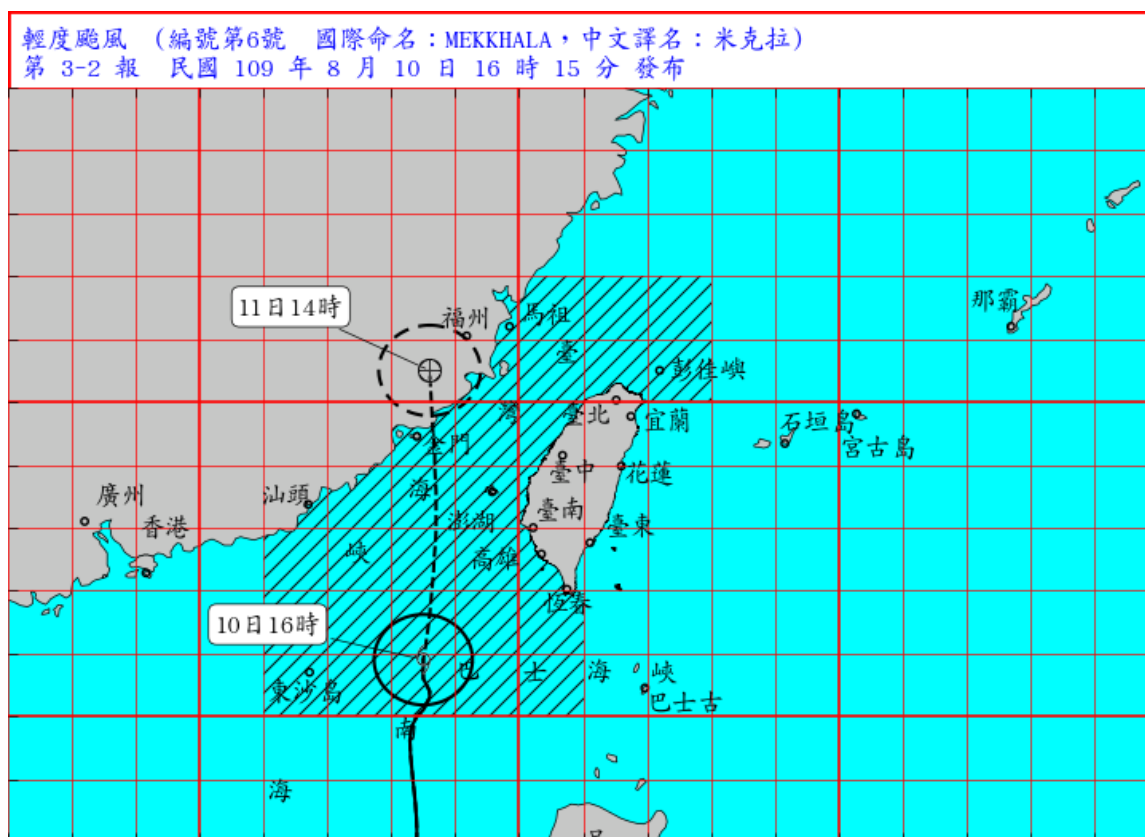 輕度颱風 (編號第6號 國際命名：MEKKHALA，中文譯名：米克拉)
第 3-2 報 民國 109 年 8 月 10 日 16 時 15 分 發布
11日14時
福州
馬祖
那霸
臺
彭佳嶼
灣
臺北
宜蘭
石垣島
宮古島
金門
臺中
花蓮
廣州
汕頭
海
澎湖
臺南
臺東
香港
峽
高雄
恆春
10日16時
巴 士 海 峽
東沙島
巴士古
南
海
呂